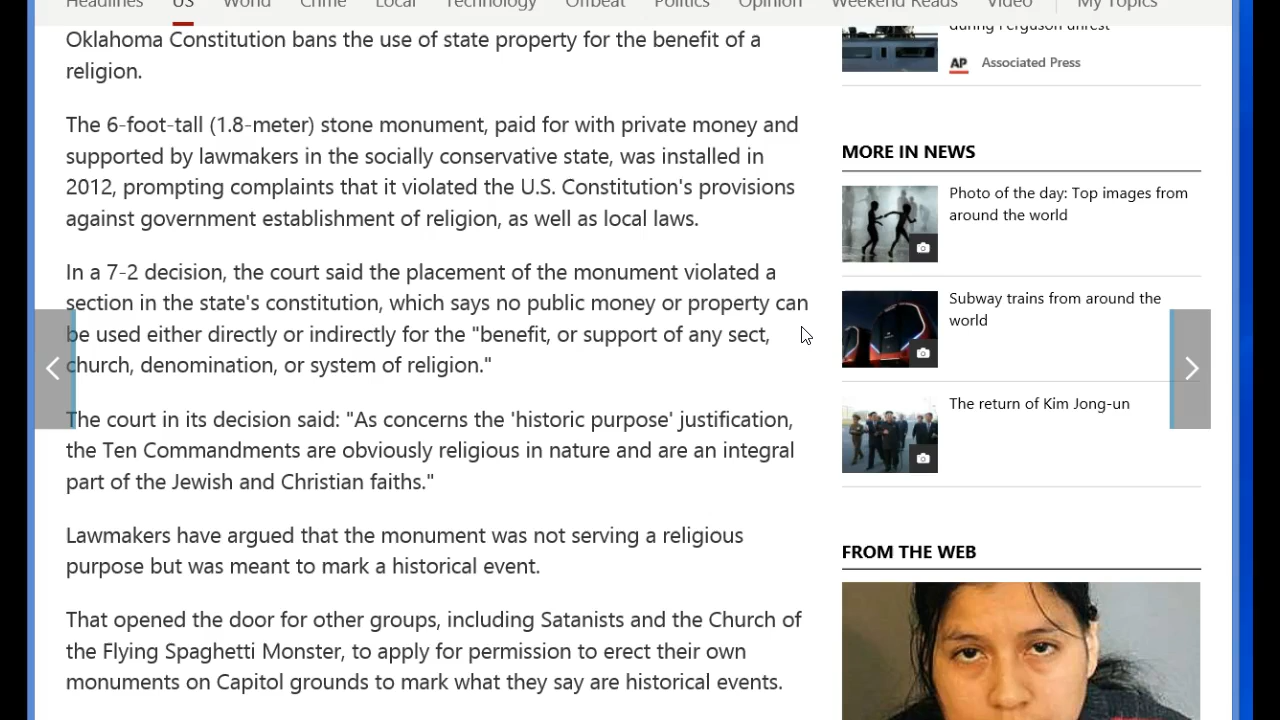 Headlines US World Crime Local Technology Offbeat Politics Opinion Weekend Reads Video My Topics
Oklahoma Constitution bans the use of state property for the benefit of a
religion.
The 6-foot-tall (1.8-meter) stone monument, paid for with private money and
supported by lawmakers in the socially conservative state, was installed in
2012, prompting complaints that it violated the U.S. Constitution's provisions
against government establishment of religion, as well as local laws.
In a 7-2 decision, the court said the placement of the monument violated a
section in the state's constitution, which says no public money or property can
be used either directly or indirectly for the "benefit, or support of any sect,
church, denomination, or system of religion."
The court in its decision said: "As concerns the 'historic purpose' justification,
the Ten Commandments are obviously religious in nature and are an integral
part of the Jewish and Christian faiths."
Lawmakers have argued that the monument was not serving a religious
purpose but was meant to mark a historical event.
That opened the door for other groups, including Satanists and the Church of
the Flying Spaghetti Monster, to apply for permission to erect their own
monuments on Capitol grounds to mark what they say are historical events.
during Ferguson unrest
AP Associated Press
MORE IN NEWS
Photo of the day: Top images from
around the world
Subway trains from around the
world
The return of Kim Jong-un
FROM THE WEB